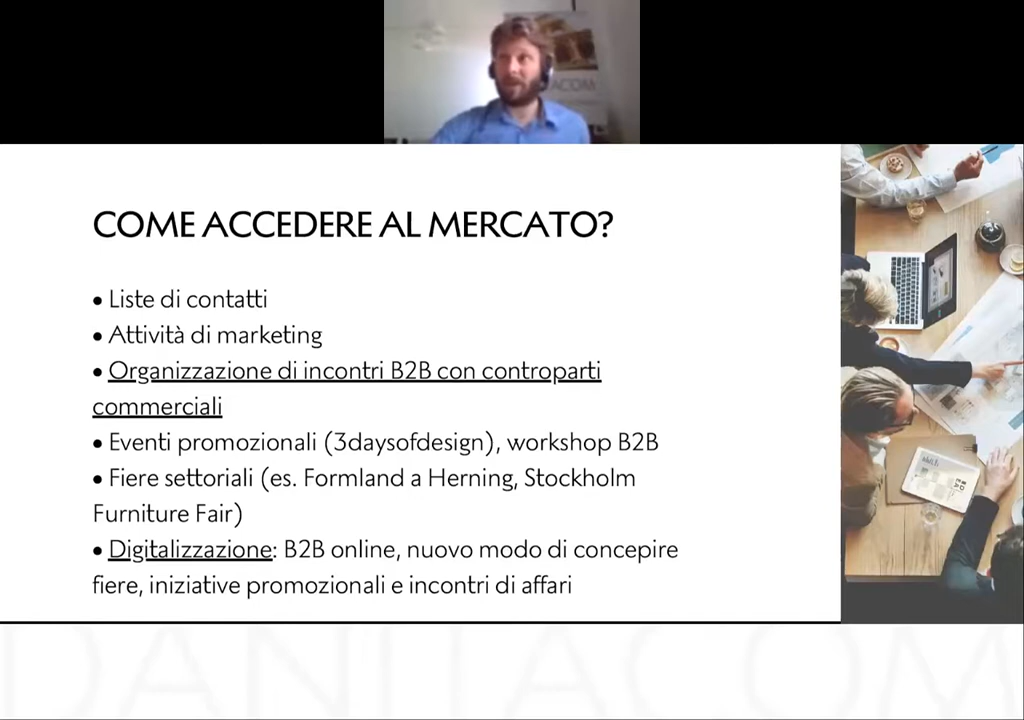 ACOM
COME ACCEDERE AL MERCATO?
• Liste di contatti
• Attività di marketing
• Organizzazione di incontri B2B con controparti
commerciali
• Eventi promozionali (3daysofdesign), workshop B2B
• Fiere settoriali (es. Formland a Herning, Stockholm
Furniture Fair)
• Digitalizzazione: B2B online, nuovo modo di concepire
fiere, iniziative promozionali e incontri di affari
DANITACOM